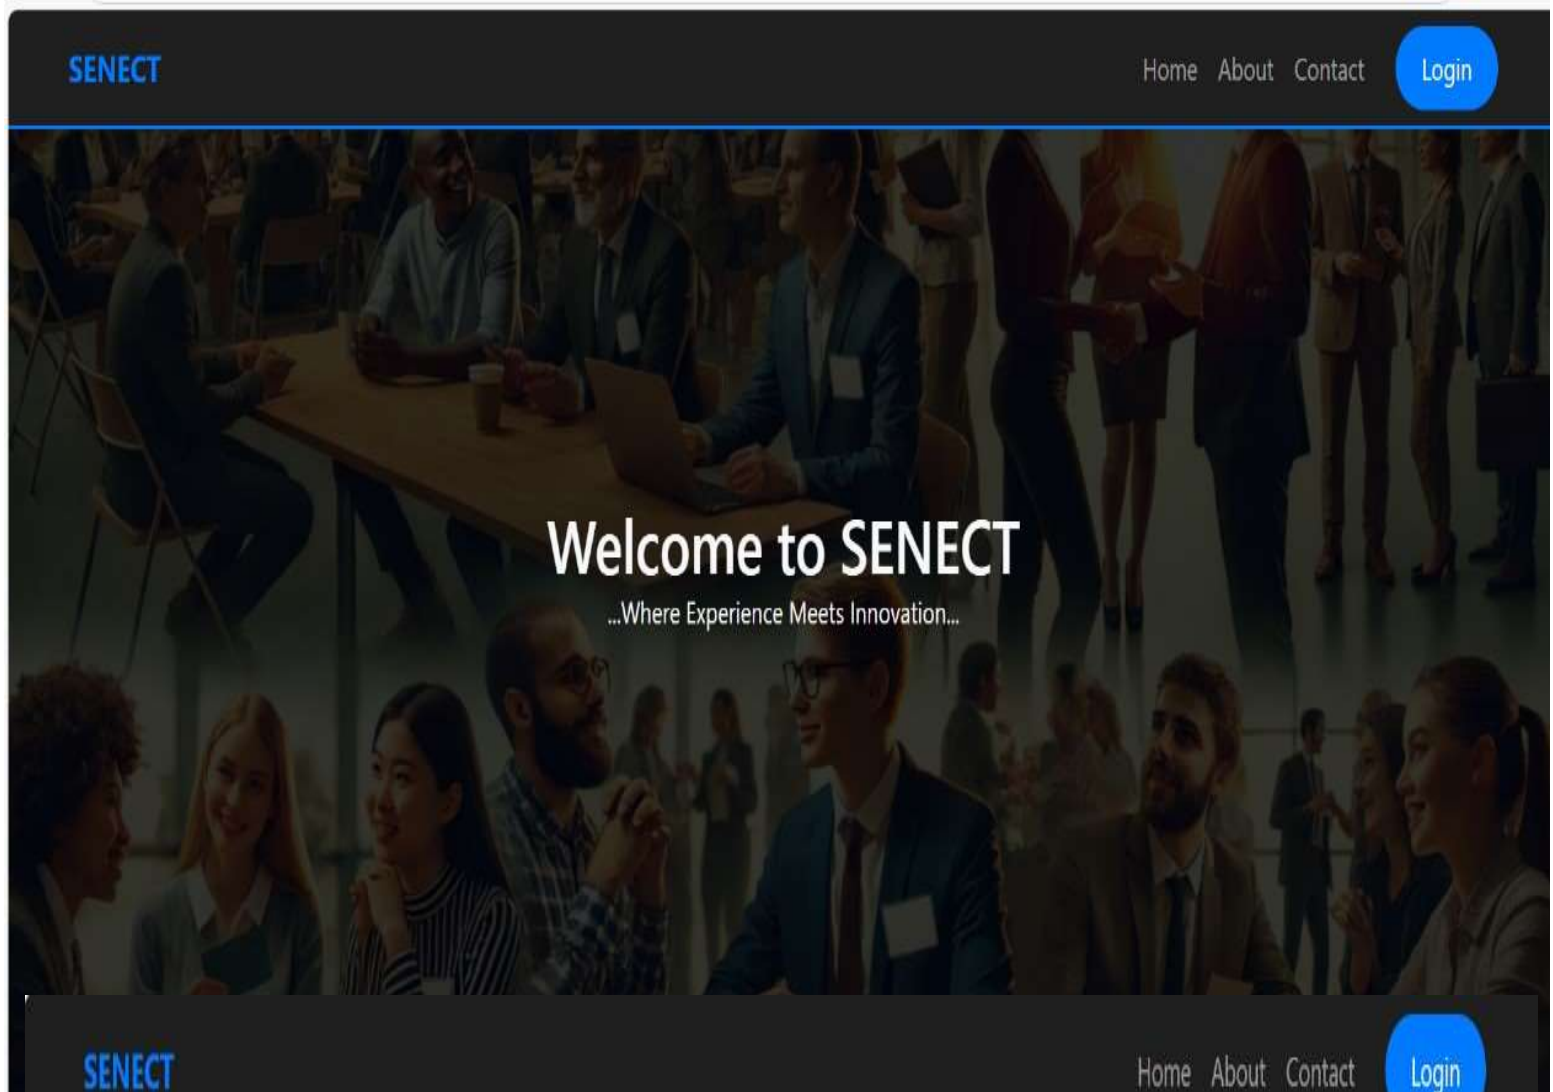 SENECT Home About Contact Login
Welcome to SENECT
...Where Experience Meets Innovation...
SENECT Home About Contact Login